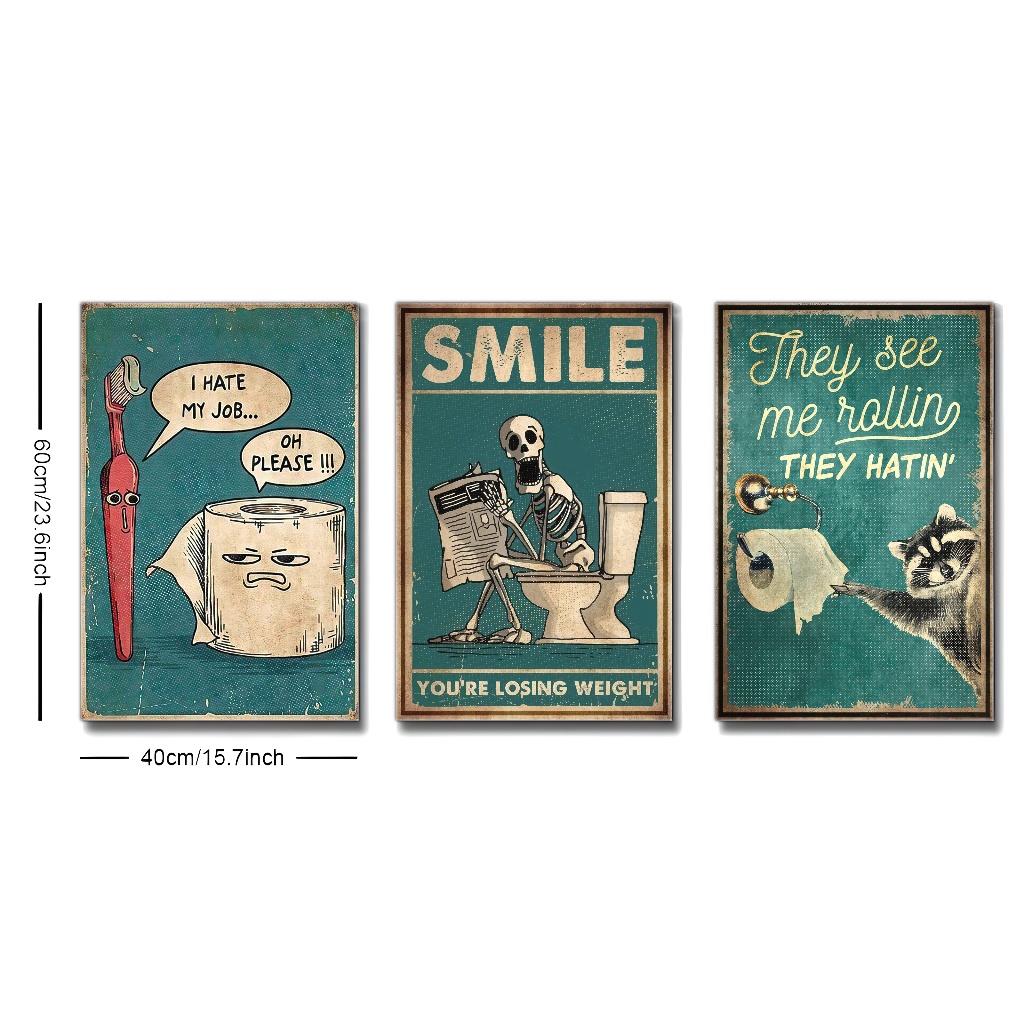 60cm/23.6inch
40cm/15.7inch
I HATE
MY JOB...
OH
PLEASE !!!
SMILE
YOU'RE LOSING WEIGHT
They see
me rollin
THEY HATIN'